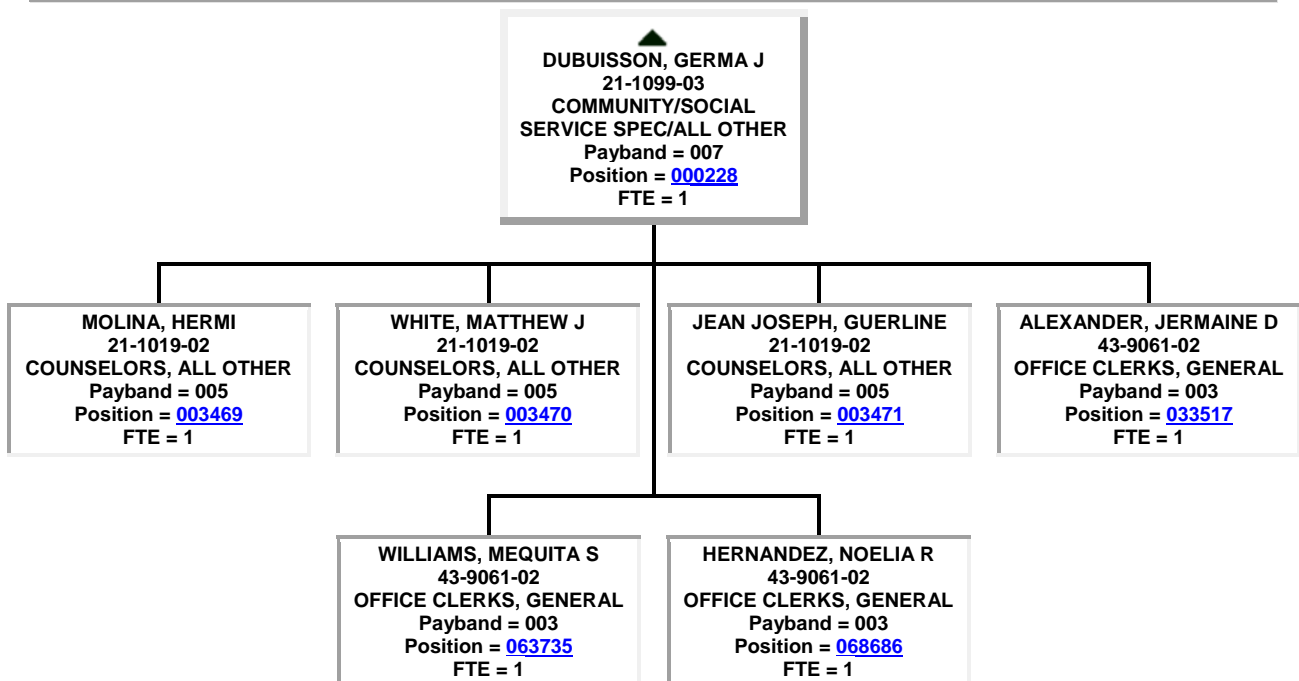 DUBUISSON, GERMA J
21-1099-03
COMMUNITY/SOCIAL
SERVICE SPEC/ALL OTHER
Payband = 007
Position = 000228
FTE = 1
MOLINA, HERMI
21-1019-02
COUNSELORS, ALL OTHER
Payband = 005
Position = 003469
FTE = 1
WHITE, MATTHEW J
21-1019-02
COUNSELORS, ALL OTHER
Payband = 005
Position = 003470
FTE = 1
JEAN JOSEPH, GUERLINE
21-1019-02
COUNSELORS, ALL OTHER
Payband = 005
Position = 003471
FTE = 1
ALEXANDER, JERMAINE D
43-9061-02
OFFICE CLERKS, GENERAL
Payband = 003
Position = 033517
FTE = 1
WILLIAMS, MEQUITA S
43-9061-02
OFFICE CLERKS, GENERAL
Payband = 003
Position = 063735
FTE = 1
HERNANDEZ, NOELIA R
43-9061-02
OFFICE CLERKS, GENERAL
Payband = 003
Position = 068686
FTE = 1